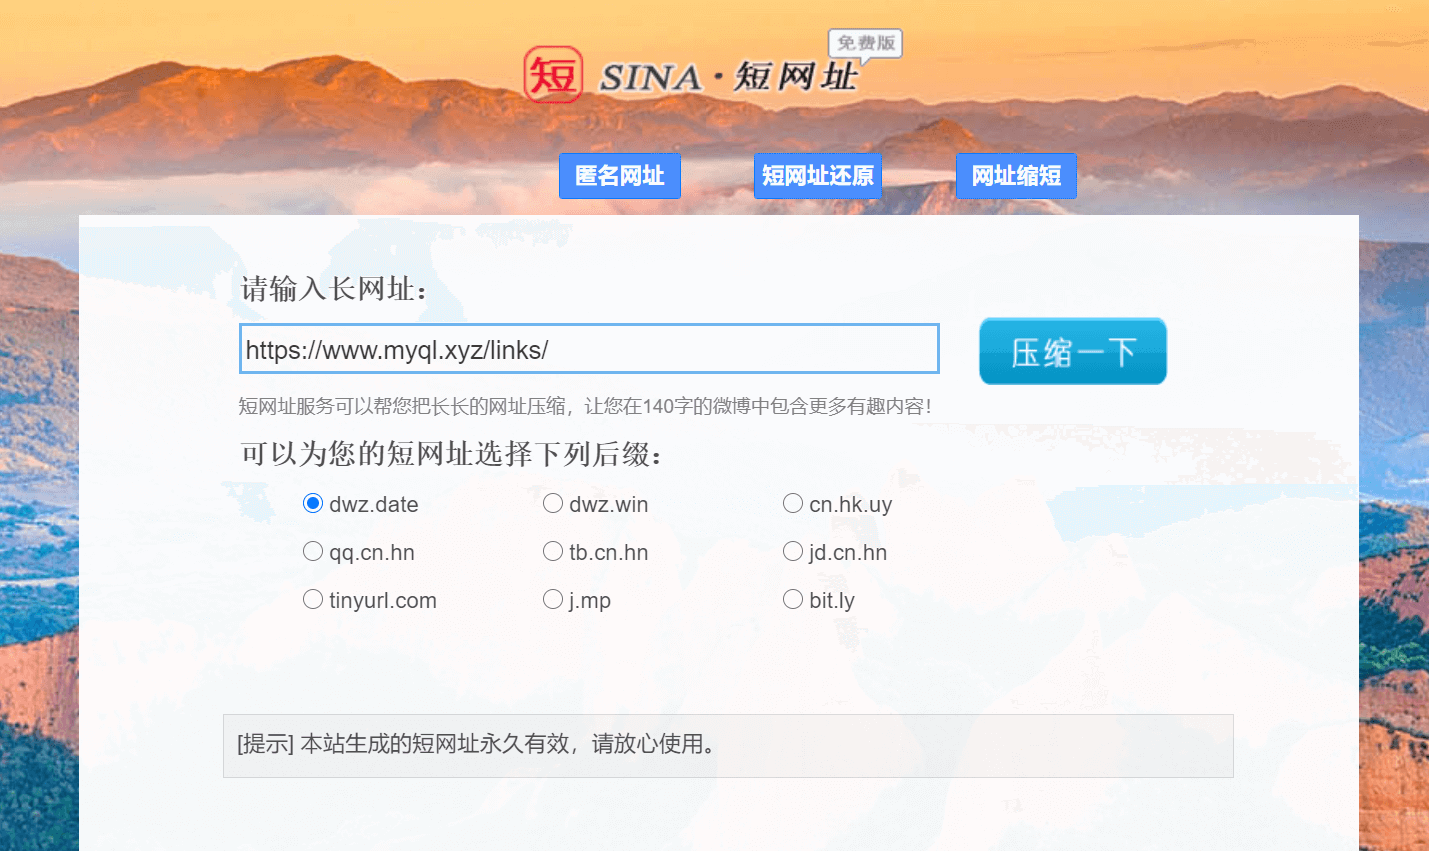 免费版
短 SINA·短网址
匿名网址 短网址还原 网址缩短
请输入长网址：
https://www.myql.xyz/links/
压缩一下
短网址服务可以帮您把长长的网址压缩，让您在140字的微博中包含更多有趣内容！
可以为您的短网址选择下列后缀：
dwz.date dwz.win cn.hk.uy
qq.cn.hn tb.cn.hn jd.cn.hn
tinyurl.com j.mp bit.ly
[提示] 本站生成的短网址永久有效，请放心使用。